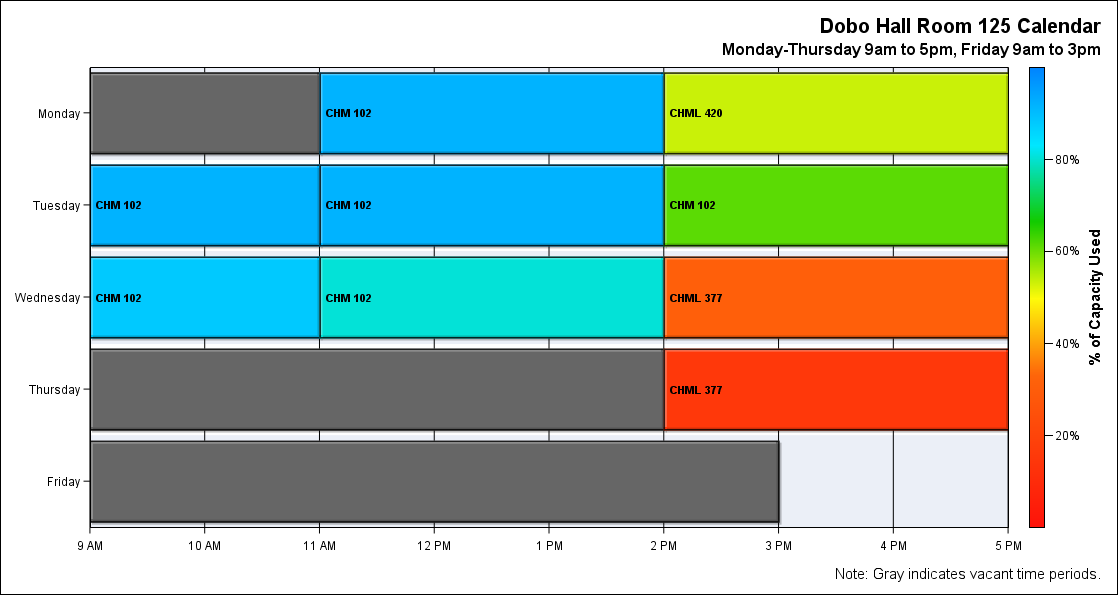 Dobo Hall Room 125 Calendar
Monday-Thursday 9am to 5pm, Friday 9am to 3pm
Monday
CHM 102
CHML 420
Tuesday
CHM 102
CHM 102
CHM 102
Wednesday
CHM 102
CHM 102
CHML 377
Thursday
CHML 377
Friday
9 AM
10 AM
11 AM
12 PM
1 PM
2 PM
3 PM
4 PM
5 PM
80%
60%
40%
20%
% of Capacity Used
Note: Gray indicates vacant time periods.